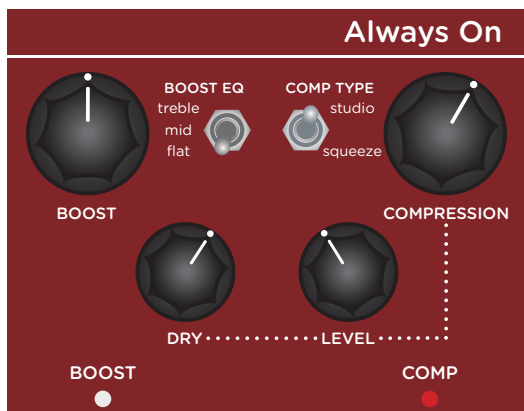 Always On
BOOST EQ
treble
mid
flat
COMP TYPE
studio
squeeze
BOOST
COMPRESSION
DRY
LEVEL
BOOST
COMP